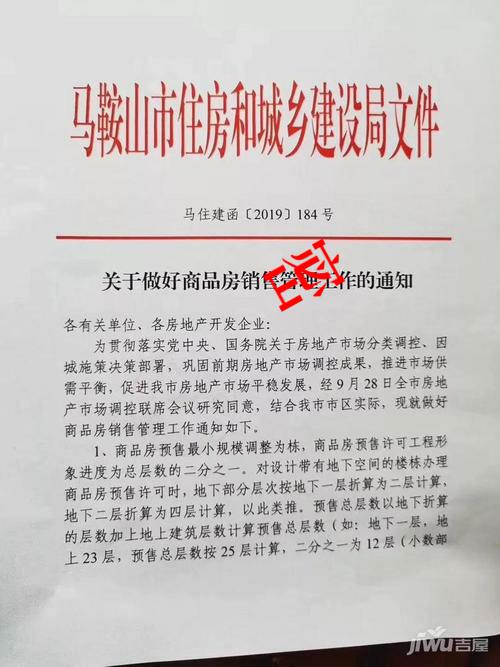 马鞍山市住房和城乡建设局文件
马住建函〔2019〕184 号
关于做好商品房销售管理工作的通知
各有关单位、各房地产开发企业：
为贯彻落实党中央、国务院关于房地产市场分类调控、因
城施策决策部署，巩固前期房地产市场调控成果，推进市场供
需平衡，促进我市房地产市场平稳发展，经 9 月 28 日全市房地
产市场调控联席会议研究同意，结合我市市区实际，现就做好
商品房销售管理工作通知如下。
1、商品房预售最小规模调整为栋，商品房预售许可工程形
象进度为总层数的二分之一。对设计带有地下空间的楼栋办理
商品房预售许可时，地下部分层次按地下一层折算为二层计算，
地下二层折算为四层计算，以此类推。预售总层数以地下折算
的层数加上地上建筑层数计算预售总层数（如：地下一层，地
上 23 层，预售总层数按 25 层计算，二分之一为 12 层（小数部
JIWU吉屋